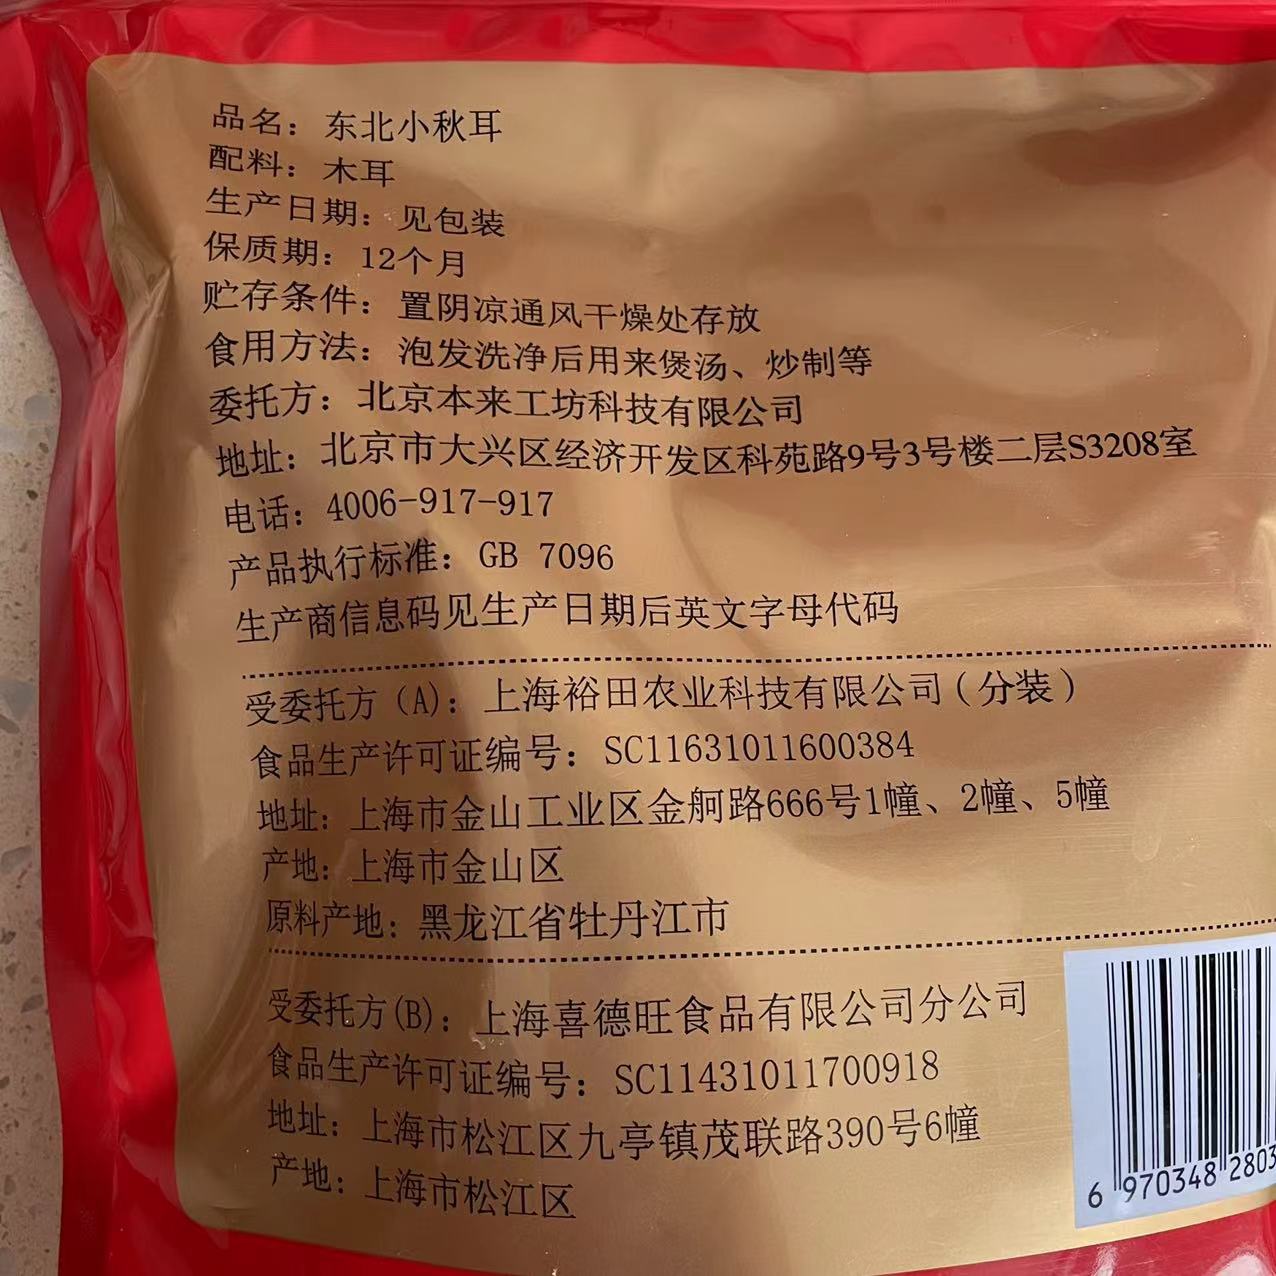 品名：东北小秋耳
配料：木耳
生产日期：见包装
保质期：12个月
贮存条件：置阴凉通风干燥处存放
食用方法：泡发洗净后用来煲汤、炒制等
委托方：北京本来工坊科技有限公司
地址：北京市大兴区经济开发区科苑路9号3号楼二层S3208室
电话：4006-917-917
产品执行标准：GB 7096
生产商信息码见生产日期后英文字母代码
受委托方（A）：上海裕田农业科技有限公司（分装）
食品生产许可证编号：SC11631011600384
地址：上海市金山工业区金舸路666号1幢、2幢、5幢
产地：上海市金山区
原料产地：黑龙江省牡丹江市
受委托方(B)：上海喜德旺食品有限公司分公司
食品生产许可证编号：SC11431011700918
地址：上海市松江区九亭镇茂联路390号6幢
产地：上海市松江区
6 970348 2803